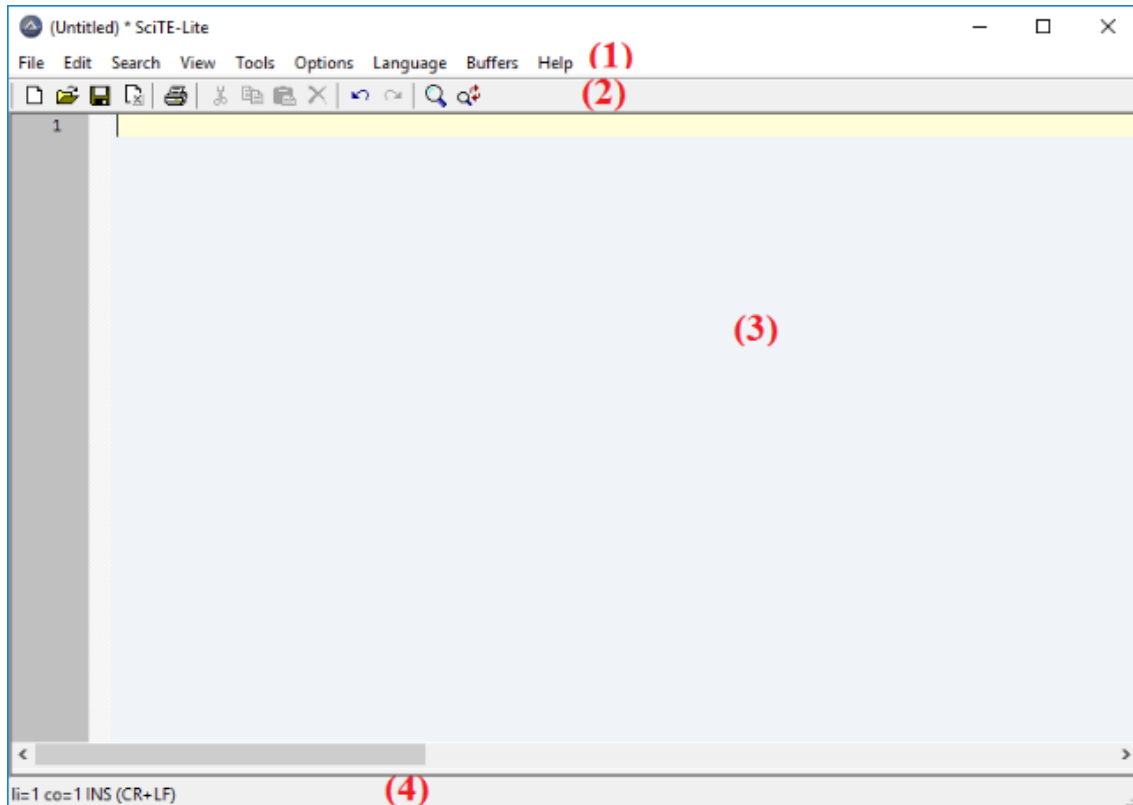 (Untitled) * SciTE-Lite
File Edit Search View Tools Options Language Buffers Help (1)
(2)
1
(3)
li=1 co=1 INS (CR+LF) (4)